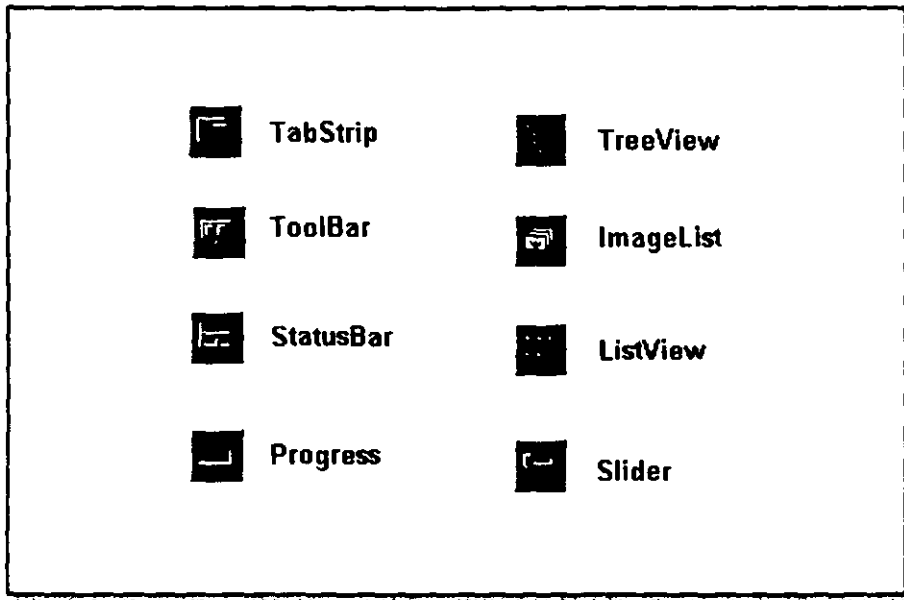 TabStrip
ToolBar
StatusBar
Progress
TreeView
ImageList
ListView
Slider